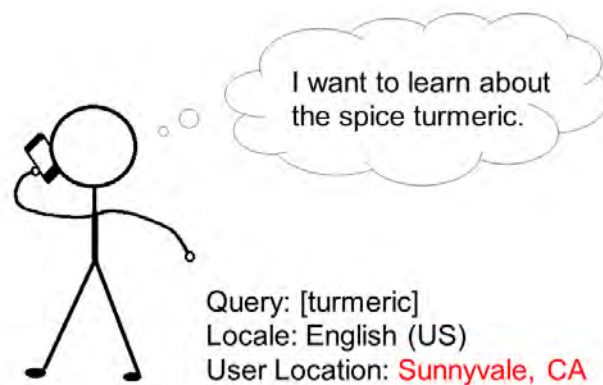 I want to learn about
the spice turmeric.
Query: [turmeric]
Locale: English (US)
User Location: Sunnyvale, CA